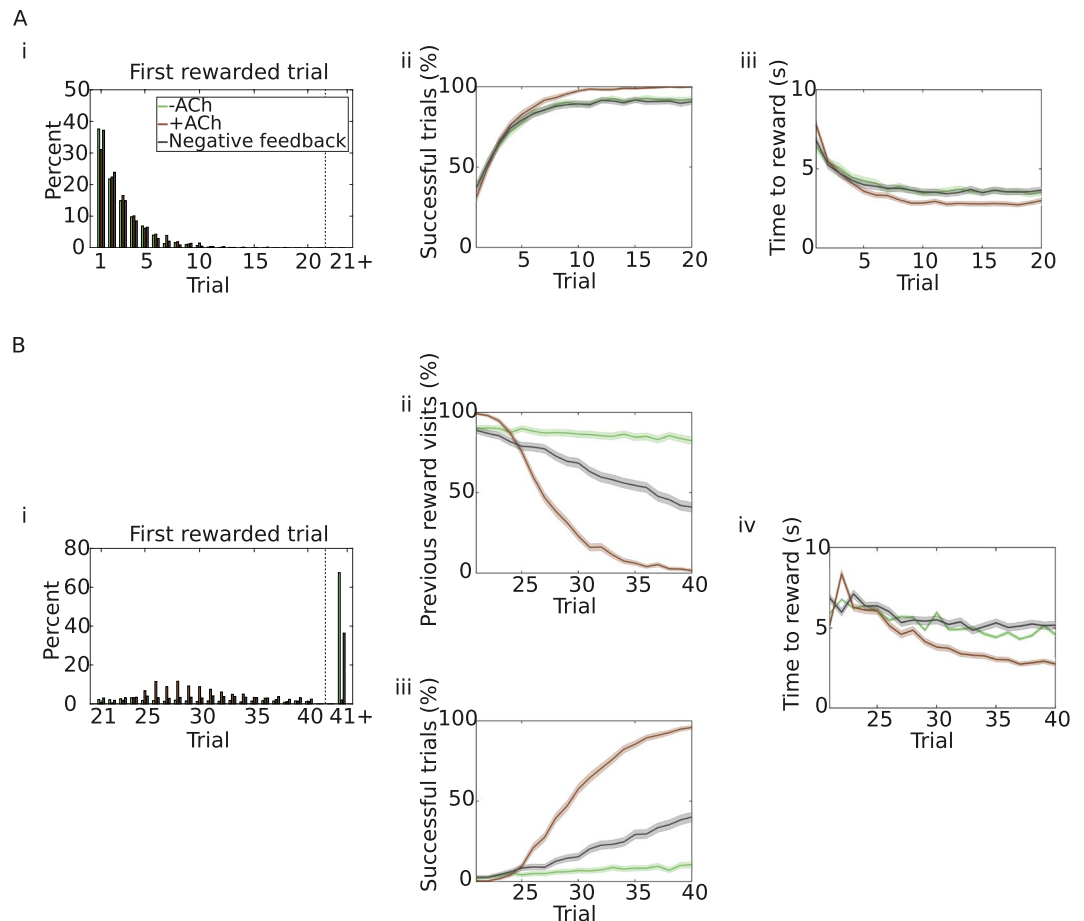 A
i
First rewarded trial
50
40
30
20
10
0
Percent
-ACh
+ACh
Negative feedback
1
5
10
15
20
21+
Trial
ii
Successful trials (%)
100
50
0
5
10
15
20
Trial
iii
Time to reward (s)
10
5
0
5
10
15
20
Trial
B
i
First rewarded trial
80
60
40
20
0
Percent
21
25
30
35
40
41+
Trial
ii
Previous reward visits (%)
100
50
0
25
30
35
40
Trial
iii
Successful trials (%)
100
50
0
25
30
35
40
Trial
iv
Time to reward (s)
10
5
0
25
30
35
40
Trial